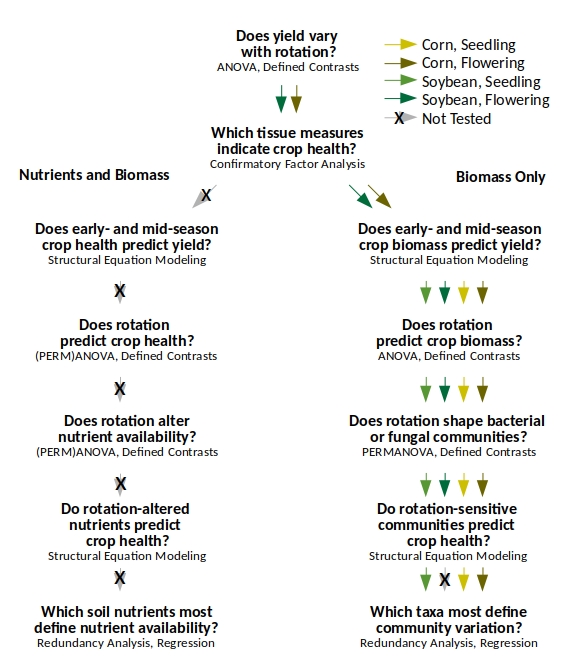 Does yield vary
with rotation?
ANOVA, Defined Contrasts
Corn, Seedling
Corn, Flowering
Soybean, Seedling
Soybean, Flowering
X Not Tested
Which tissue measures
indicate crop health?
Confirmatory Factor Analysis
Nutrients and Biomass
Biomass Only
X
Does early- and mid-season
crop health predict yield?
Structural Equation Modeling
Does early- and mid-season
crop biomass predict yield?
Structural Equation Modeling
X
Does rotation
predict crop health?
(PERM)ANOVA, Defined Contrasts
Does rotation
predict crop biomass?
ANOVA, Defined Contrasts
X
Does rotation alter
nutrient availability?
(PERM)ANOVA, Defined Contrasts
Does rotation shape bacterial
or fungal communities?
PERMANOVA, Defined Contrasts
X
Do rotation-altered
nutrients predict
crop health?
Structural Equation Modeling
Do rotation-sensitive
communities predict
crop health?
Structural Equation Modeling
X
X
Which soil nutrients most
define nutrient availability?
Redundancy Analysis, Regression
Which taxa most define
community variation?
Redundancy Analysis, Regression